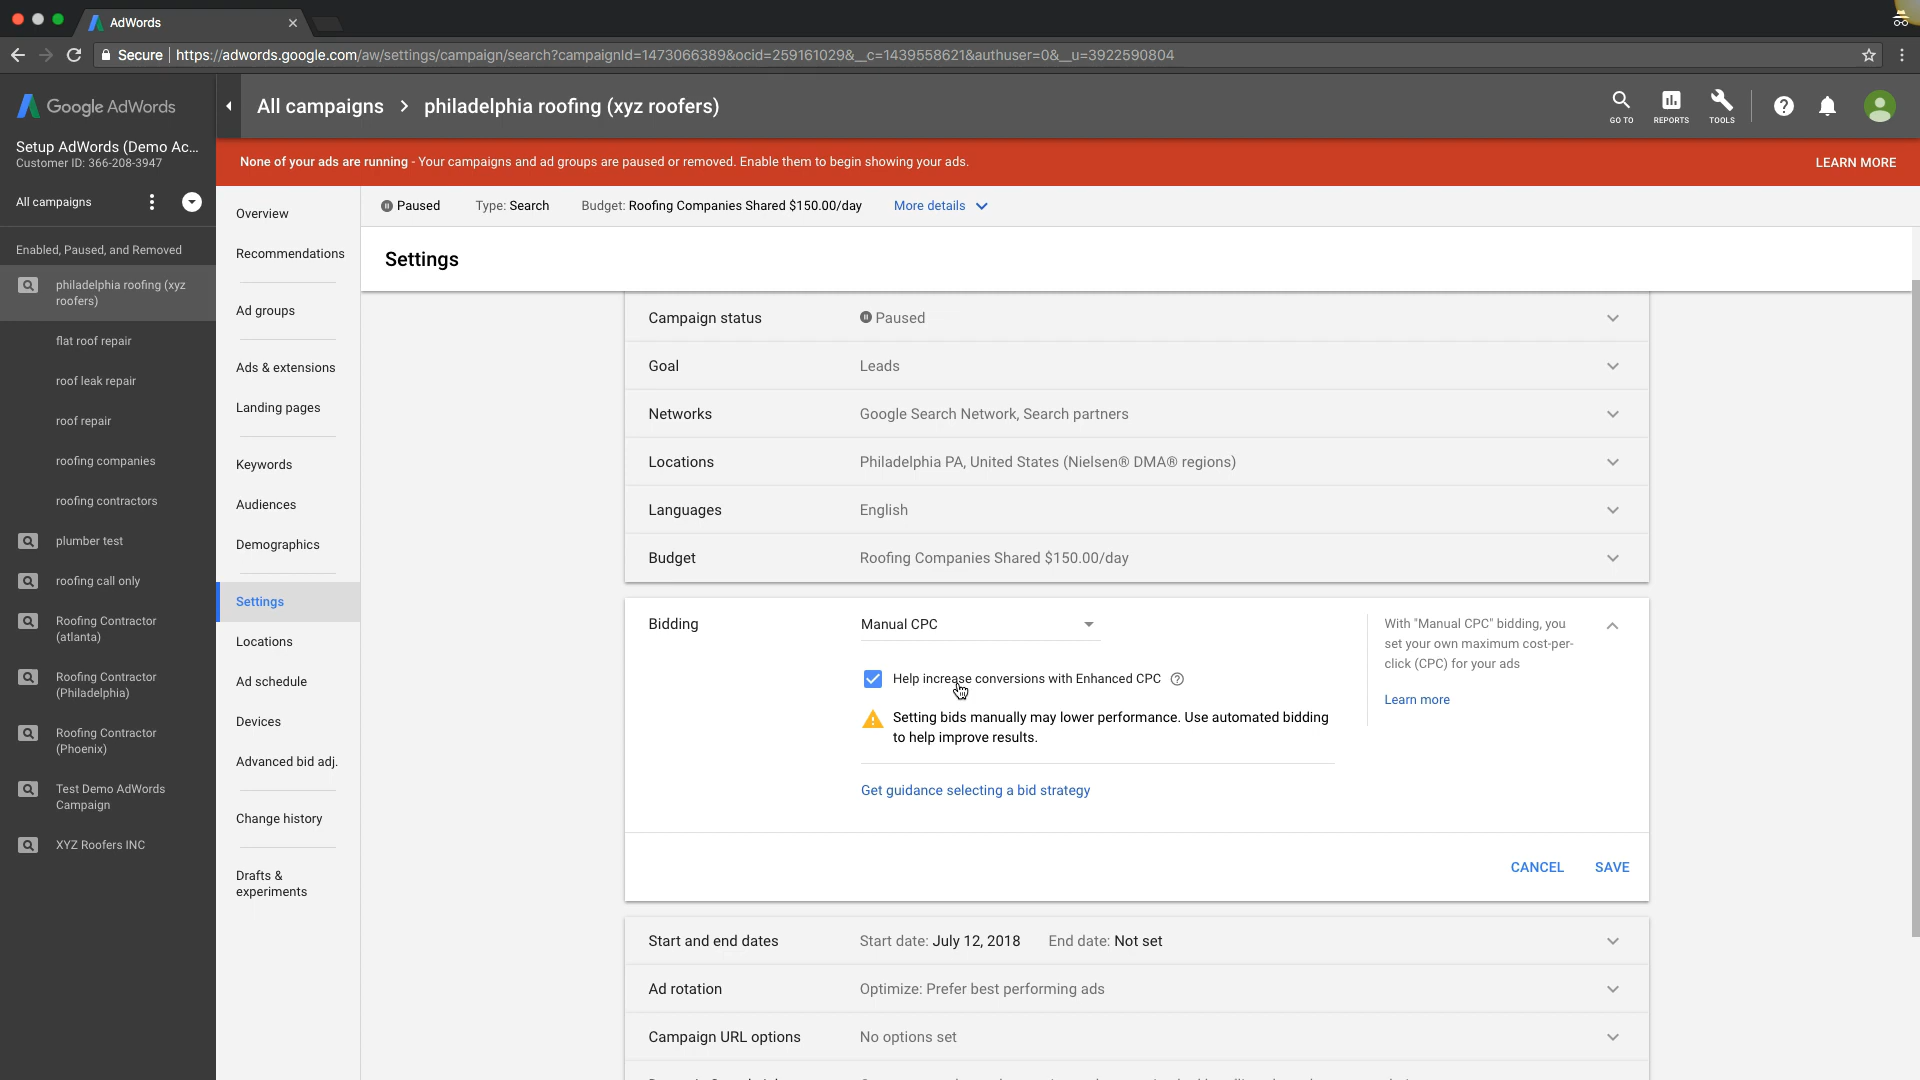 AdWords
Secure
https://adwords.google.com/aw/settings/campaign/search?campaignId=1473066389&ocid=259161029&__c=1439558621&authuser=0&__u=3922590804
Google AdWords
All campaigns > philadelphia roofing (xyz roofers)
GO TO
REPORTS
TOOLS
Setup AdWords (Demo Ac...
Customer ID: 366-208-3947
None of your ads are running - Your campaigns and ad groups are paused or removed. Enable them to begin showing your ads.
LEARN MORE
All campaigns
Enabled, Paused, and Removed
philadelphia roofing (xyz
roofers)
flat roof repair
roof leak repair
roof repair
roofing companies
roofing contractors
plumber test
roofing call only
Roofing Contractor
(atlanta)
Roofing Contractor
(Philadelphia)
Roofing Contractor
(Phoenix)
Test Demo AdWords
Campaign
XYZ Roofers INC
Overview
Recommendations
Ad groups
Ads & extensions
Landing pages
Keywords
Audiences
Demographics
Settings
Locations
Ad schedule
Devices
Advanced bid adj.
Change history
Drafts &
experiments
Paused
Type: Search
Budget: Roofing Companies Shared $150.00/day
More details
Settings
Campaign status Paused
Goal Leads
Networks Google Search Network, Search partners
Locations Philadelphia PA, United States (Nielsen® DMA® regions)
Languages English
Budget Roofing Companies Shared $150.00/day
Bidding Manual CPC
Help increase conversions with Enhanced CPC
Setting bids manually may lower performance. Use automated bidding
to help improve results.
Get guidance selecting a bid strategy
With "Manual CPC" bidding, you
set your own maximum cost-per-
click (CPC) for your ads
Learn more
CANCEL
SAVE
Start and end dates Start date: July 12, 2018 End date: Not set
Ad rotation Optimize: Prefer best performing ads
Campaign URL options No options set